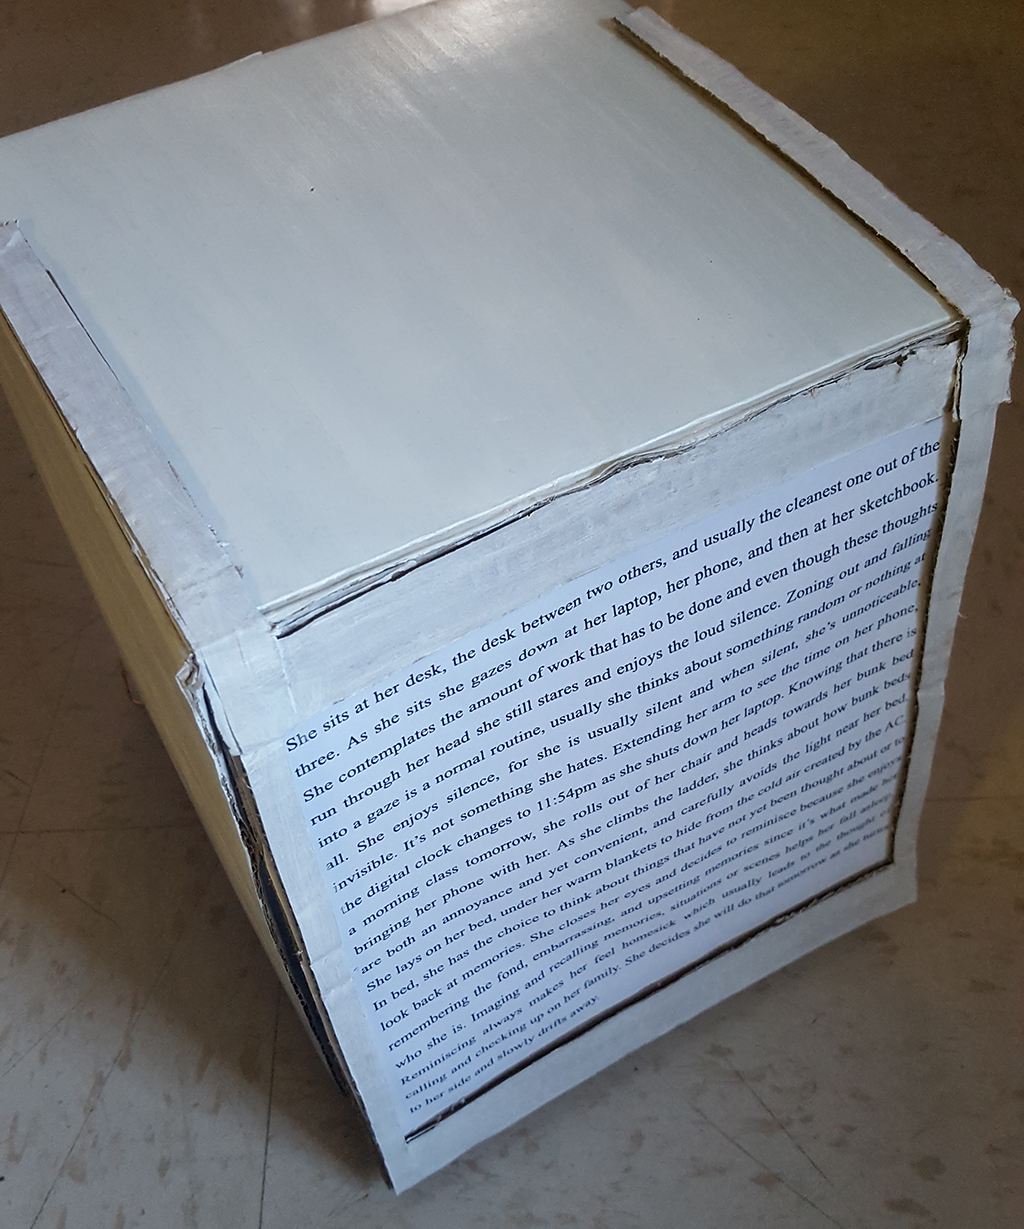 She sits at her desk, the desk between two others, and usually the cleanest one out of the
three. As she sits she gazes down at her laptop, her phone, and then at her sketchbook.
She contemplates the amount of work that has to be done and even though these thoughts
run through her head she still stares and enjoys the loud silence. Zoning out and falling
into a gaze is a normal routine, usually she thinks about something random or nothing at
all. She enjoys silence, for she is usually silent and when silent, she's unnoticeable,
invisible. It's not something she hates. Extending her arm to see the time on her phone,
the digital clock changes to 11:54pm as she shuts down her laptop. Knowing that there is
a morning class tomorrow, she rolls out of her chair and heads towards her bunk bed
bringing her phone with her. As she climbs the ladder, she thinks about how bunk beds
are both an annoyance and yet convenient, and carefully avoids the light near her bed.
She lays on her bed, under her warm blankets to hide from the cold air created by the AC.
In bed, she has the choice to think about things that have not yet been thought about or to
look back at memories. She closes her eyes and decides to reminisce because she enjoys
remembering the fond, embarrassing, and upsetting memories since it's what made her
who she is. Imaging and recalling memories, situations or scenes helps her fall asleep.
Reminiscing always makes her feel homesick which usually leads to the thought of
calling and checking up on her family. She decides she will do that tomorrow as she turns
to her side and slowly drifts away.